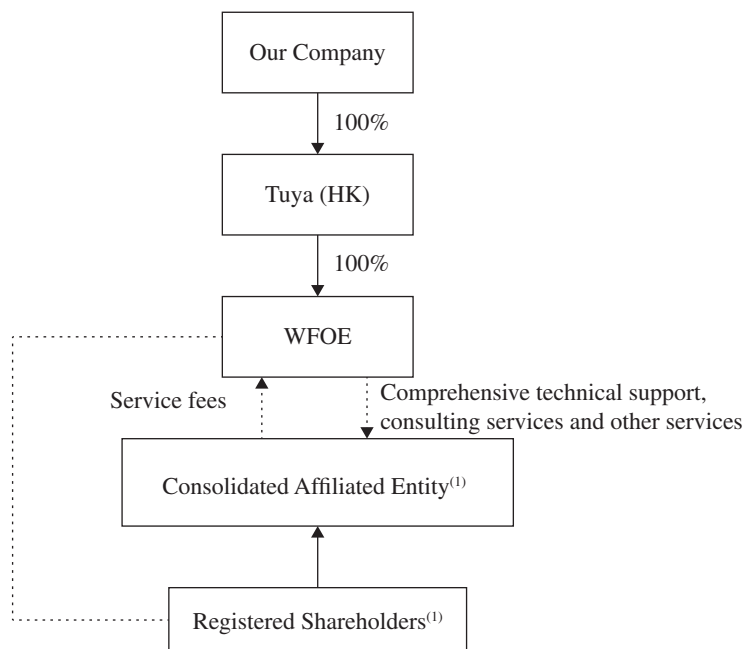 Our Company
100%
Tuya (HK)
100%
WFOE
Service fees
Comprehensive technical support,
consulting services and other services
Consolidated Affiliated Entity(1)
Registered Shareholders(1)